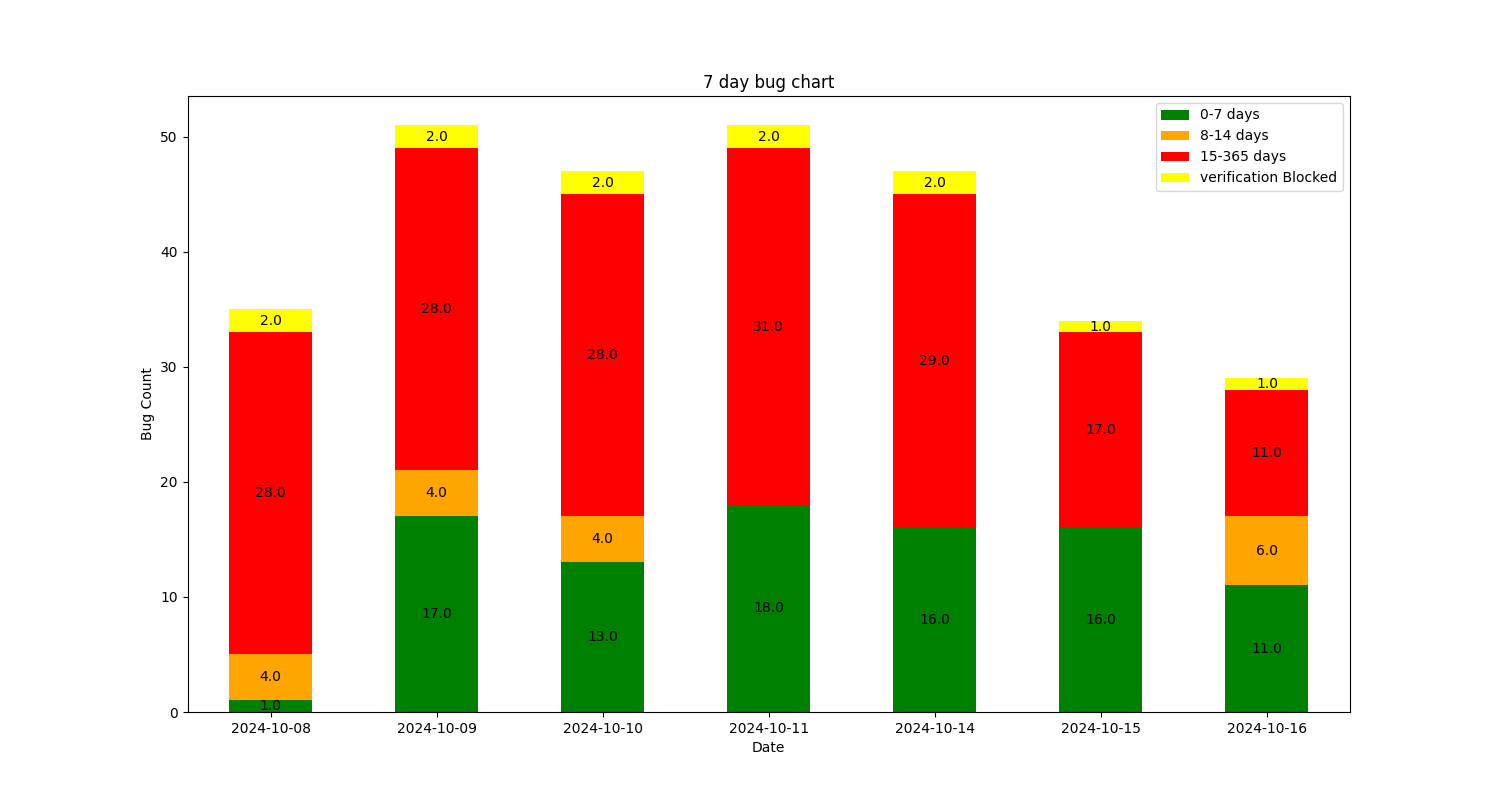 7 day bug chart
0-7 days
8-14 days
15-365 days
verification Blocked
Bug Count
50
40
30
20
10
0
2.0 2.0 2.0 2.0 2.0 1.0 1.0
28.0 28.0 28.0 31.0 29.0 17.0 11.0
4.0 4.0 4.0 6.0
1.0 17.0 13.0 18.0 16.0 16.0 11.0
2024-10-08 2024-10-09 2024-10-10 2024-10-11 2024-10-14 2024-10-15 2024-10-16
Date